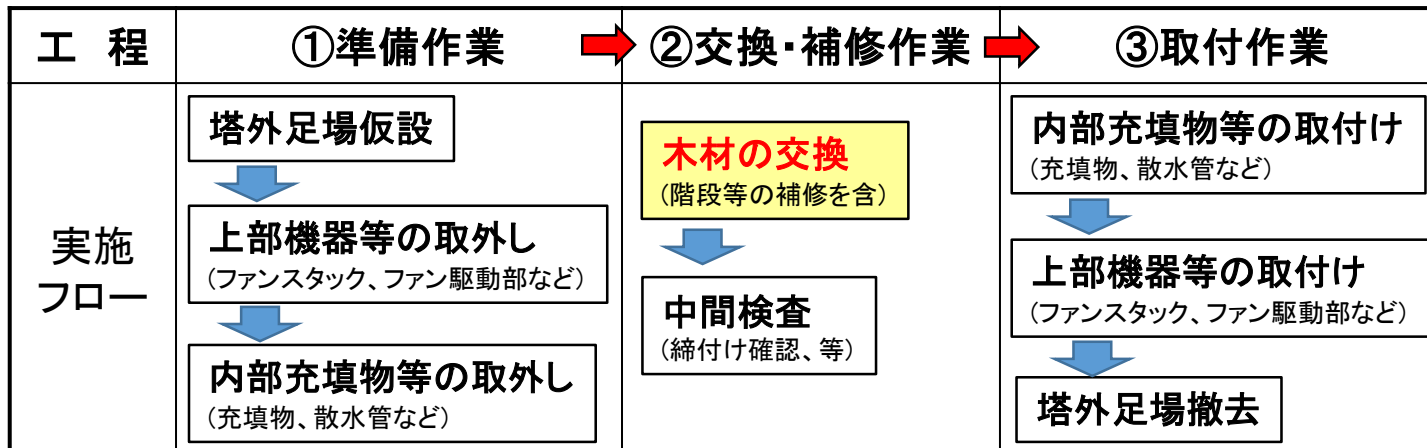 工 程
①準備作業
②交換・補修作業
③取付作業
実施
フロー
塔外足場仮設
上部機器等の取外し
(ファンスタック、ファン駆動部など)
内部充填物等の取外し
(充填物、散水管など)
木材の交換
(階段等の補修を含)
中間検査
(締付け確認、等)
内部充填物等の取付け
(充填物、散水管など)
上部機器等の取付け
(ファンスタック、ファン駆動部など)
塔外足場撤去